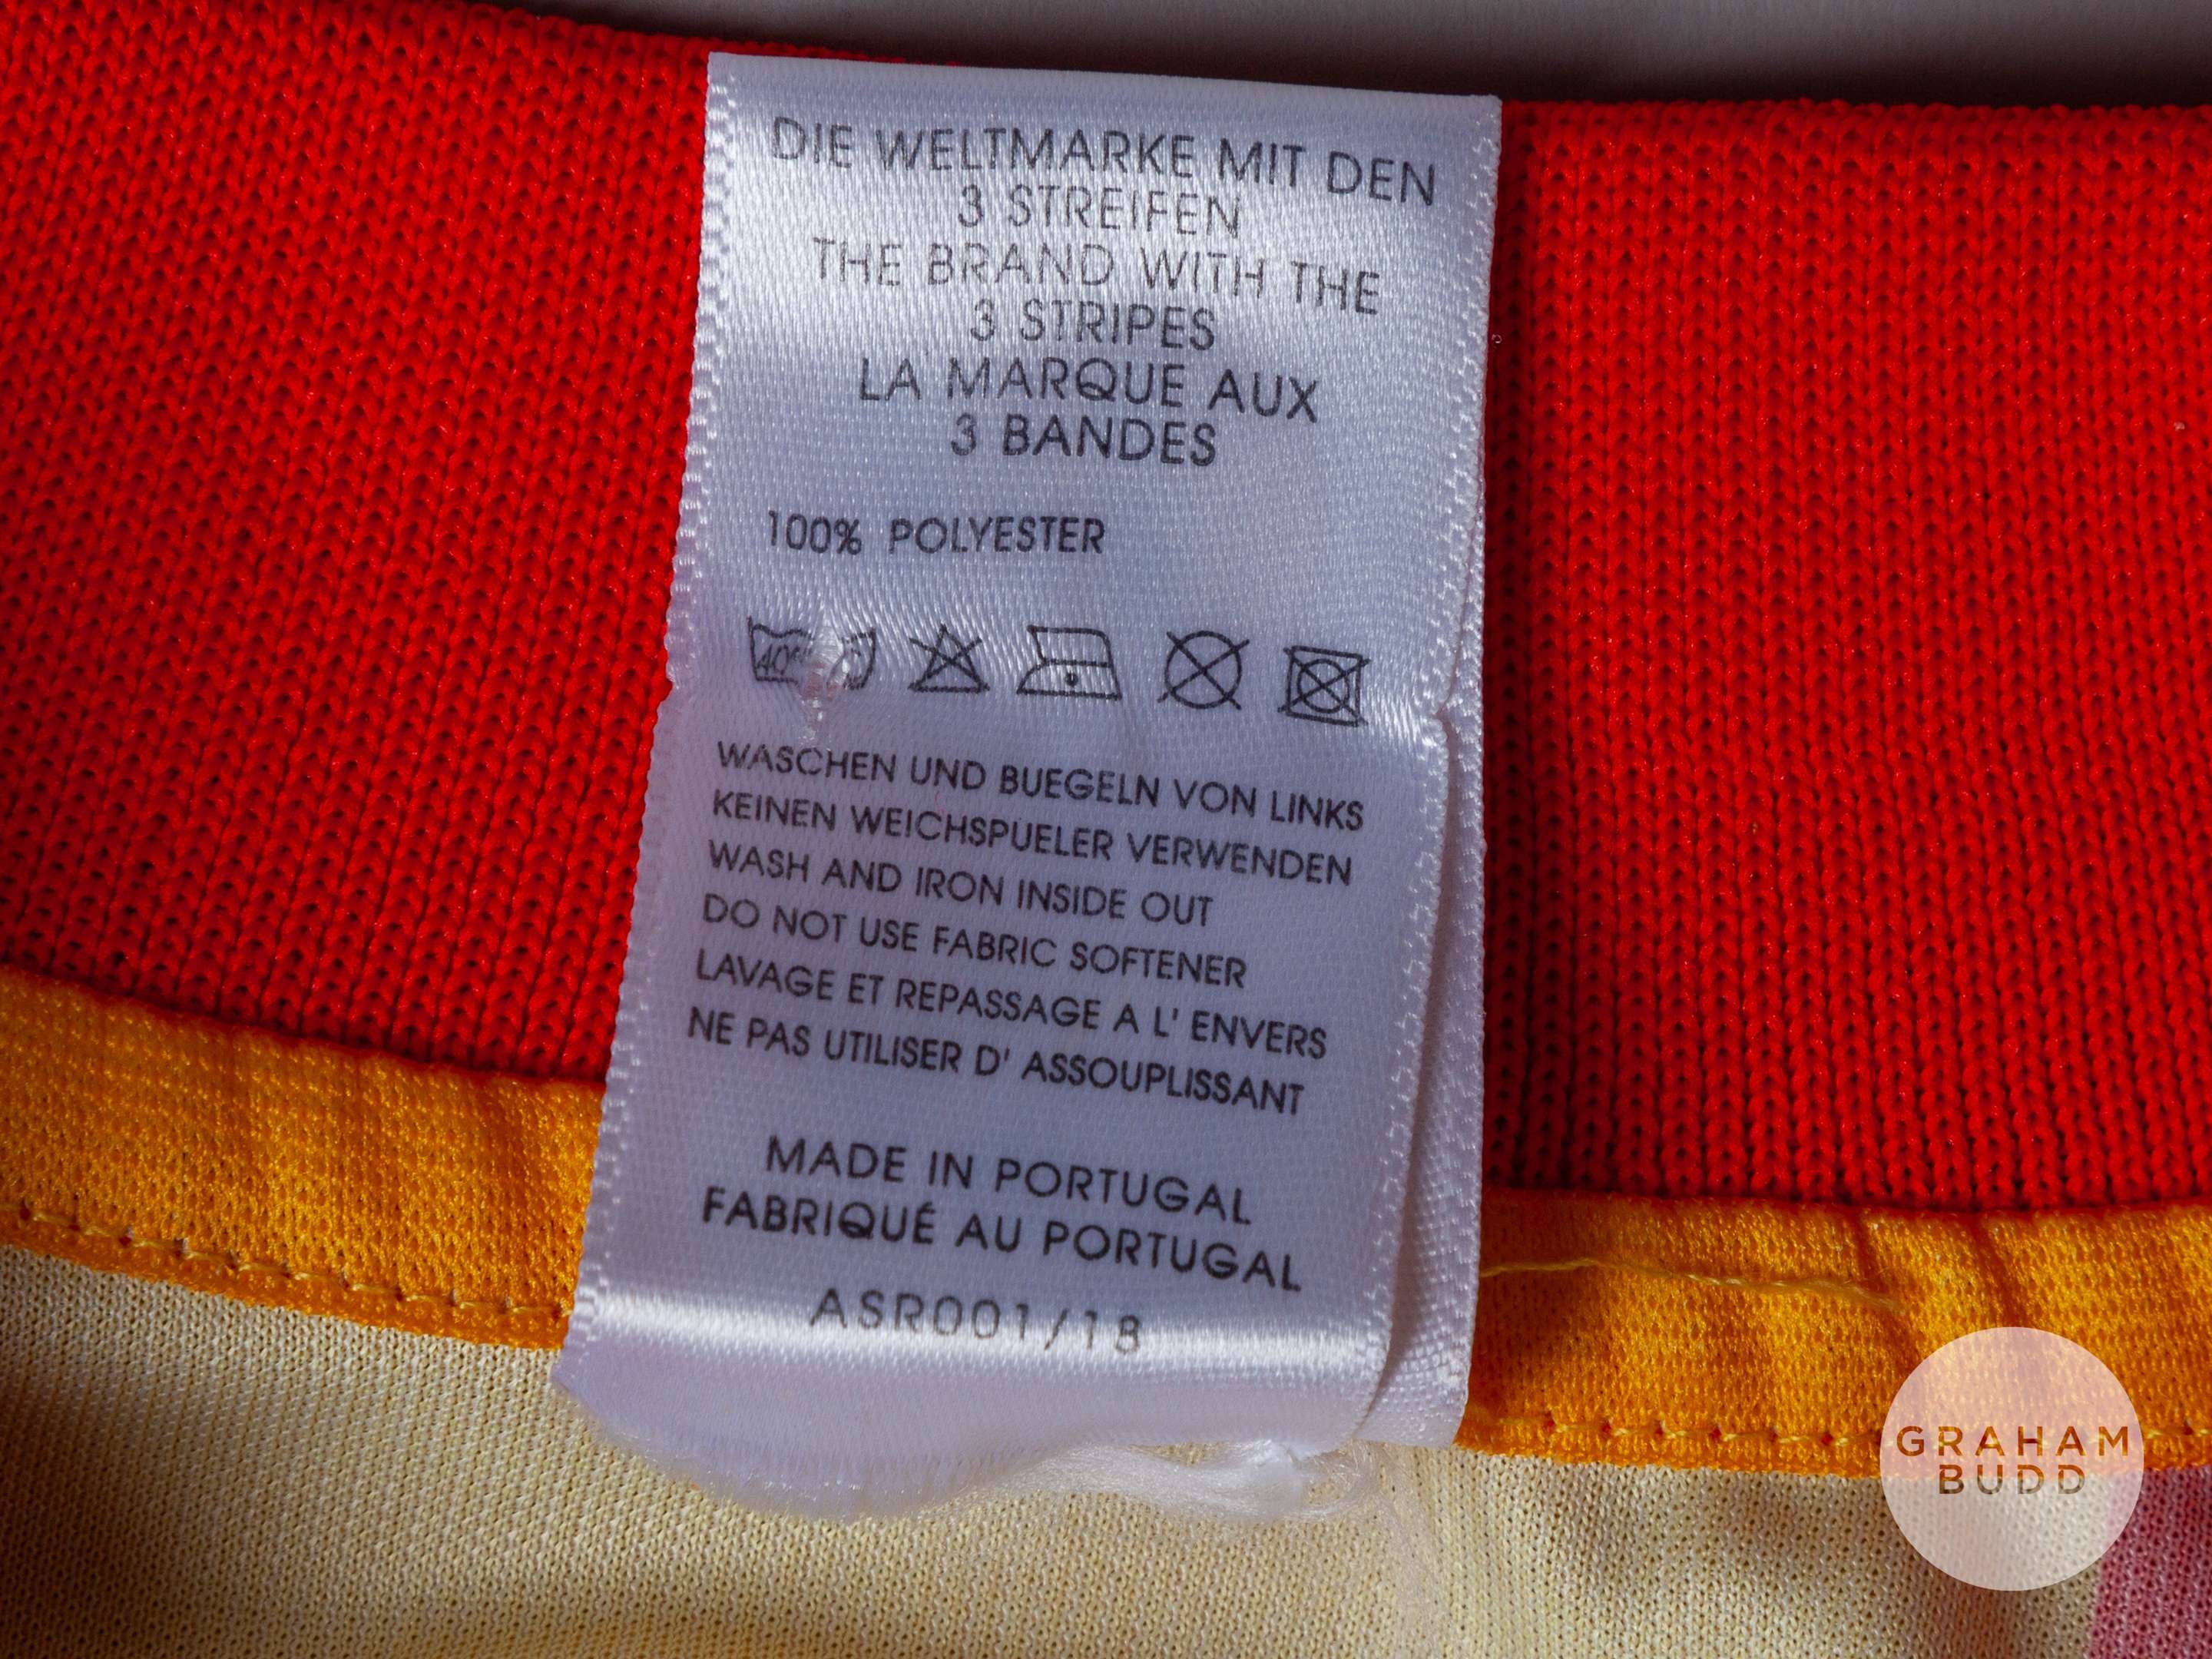 DIE WELTMARKE MIT DEN
3 STREIFEN
THE BRAND WITH THE
3 STRIPES
LA MARQUE AUX
3 BANDES
100% POLYESTER
40°
WASCHEN UND BUEGELN VON LINKS
KEINEN WEICHSPUELER VERWENDEN
WASH AND IRON INSIDE OUT
DO NOT USE FABRIC SOFTENER
LAVAGE ET REPASSAGE A L' ENVERS
NE PAS UTILISER D' ASSOUPLISSANT
MADE IN PORTUGAL
FABRIQUÉ AU PORTUGAL
ASR001/18
GRAHAM
BUDD